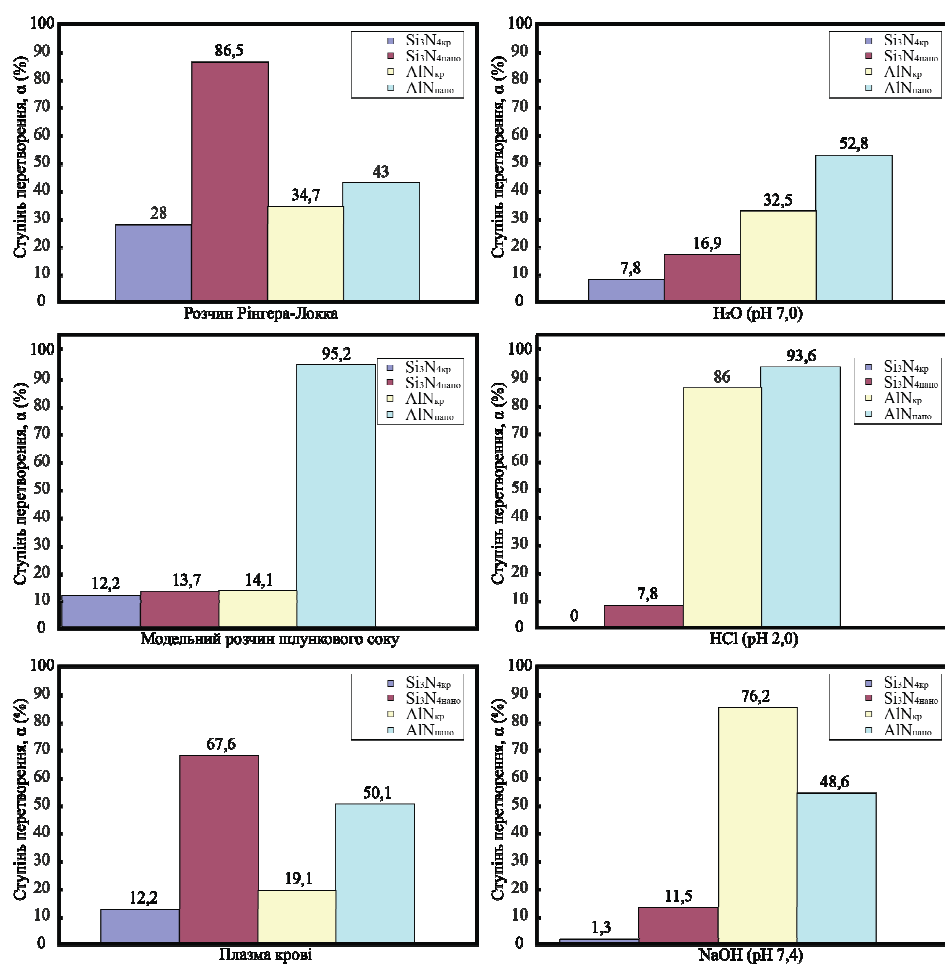 Ступінь перетворення, α (%)
100
90
80
70
60
50
40
30
20
10
0
28
86,5
34,7
43
Si₃N₄кр
Si₃N₄нано
AlNкр
AlNнано
Розчин Рінгера-Локка
Ступінь перетворення, α (%)
100
90
80
70
60
50
40
30
20
10
0
7,8
16,9
32,5
52,8
Si₃N₄кр
Si₃N₄нано
AlNкр
AlNнано
H₂O (pH 7,0)
Ступінь перетворення, α (%)
100
90
80
70
60
50
40
30
20
10
0
12,2
13,7
14,1
95,2
Si₃N₄кр
Si₃N₄нано
AlNкр
AlNнано
Модельний розчин шлункового соку
Ступінь перетворення, α (%)
100
90
80
70
60
50
40
30
20
10
0
0
7,8
86
93,6
Si₃N₄кр
Si₃N₄нано
AlNкр
AlNнано
HCl (pH 2,0)
Ступінь перетворення, α (%)
100
90
80
70
60
50
40
30
20
10
0
12,2
67,6
19,1
50,1
Si₃N₄кр
Si₃N₄нано
AlNкр
AlNнано
Плазма крові
Ступінь перетворення, α (%)
100
90
80
70
60
50
40
30
20
10
0
1,3
11,5
76,2
48,6
Si₃N₄кр
Si₃N₄нано
AlNкр
AlNнано
NaOH (pH 7,4)